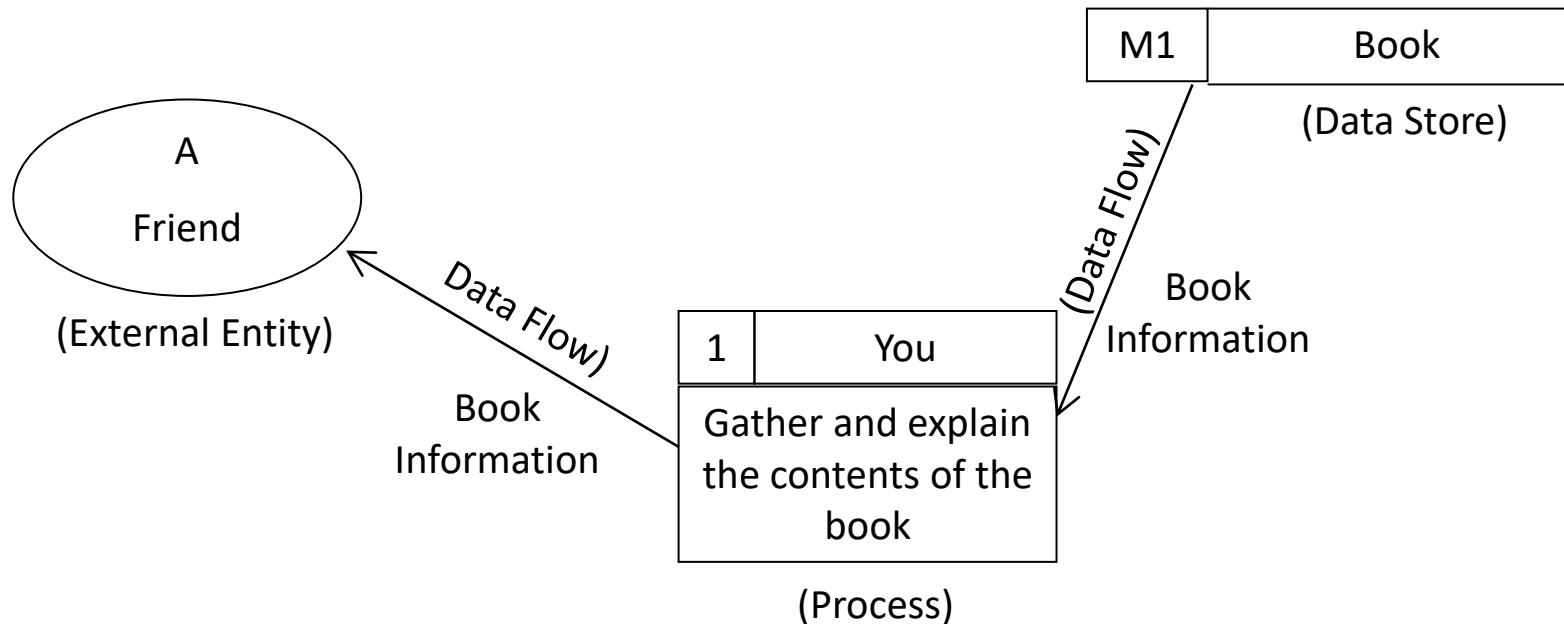 M1
Book
(Data Store)
A
Friend
(External Entity)
(Data Flow)
Book
Information
Data Flow)
Book
Information
1
You
Gather and explain
the contents of the
book
(Process)